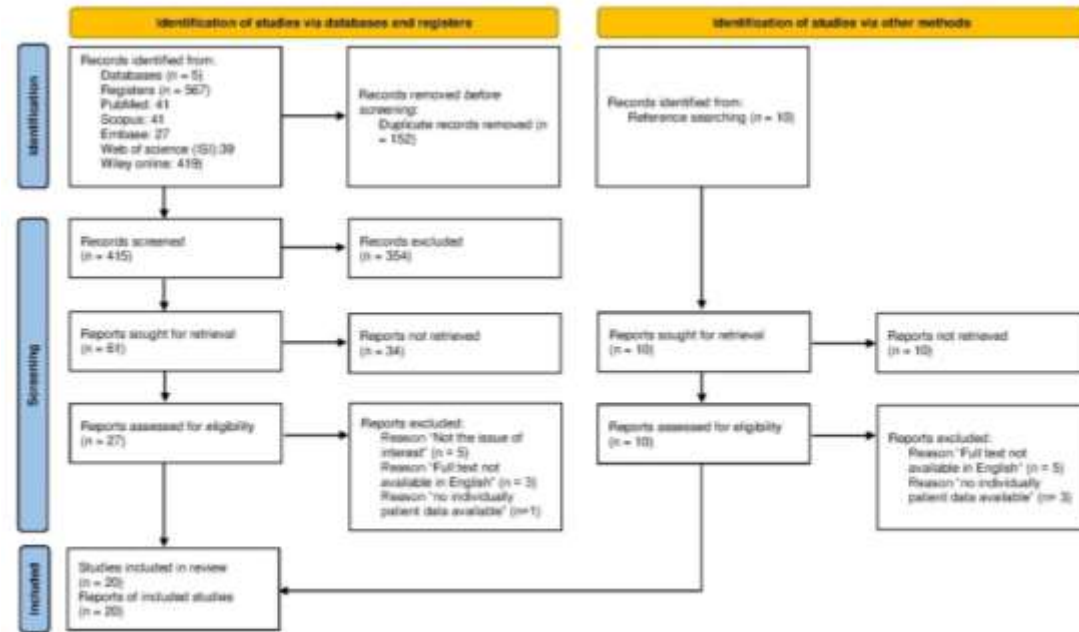 Identification of studies via databases and registers
Identification of studies via other methods
Identification
Records identified from:
Databases (n = 5)
Registers (n = 567)
PubMed: 41
Scopus: 41
Embase: 27
Web of science (ISI):39
Wiley online: 419)
Records removed before
screening:
Duplicate records removed (n
= 152)
Records identified from:
Reference searching (n = 10)
Screening
Records screened
(n = 415)
Records excluded
(n = 354)
Reports sought for retrieval
(n = 61)
Reports not retrieved
(n = 34)
Reports sought for retrieval
(n = 10)
Reports not retrieved
(n = 10)
Reports assessed for eligibility
(n = 27)
Reports excluded:
Reason "Not the issue of
interest" (n = 5)
Reason "Full text not
available in English" (n = 3)
Reason "no individually
patient data available" (n=1)
Reports assessed for eligibility
(n = 10)
Reports excluded:
Reason "Full text not
available in English" (n = 5)
Reason "no individually
patient data available" (n= 3)
Included
Studies included in review
(n = 20)
Reports of included studies
(n = 20)